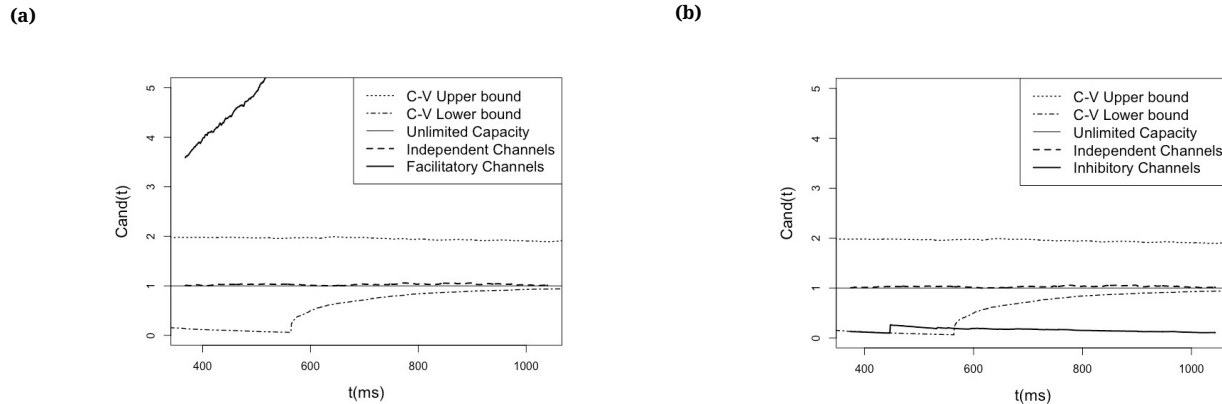 (a)
C-V Upper bound
C-V Lower bound
Unlimited Capacity
Independent Channels
Facilitatory Channels
Cand(t)
5
4
3
2
1
0
400 600 800 1000
t(ms)
(b)
C-V Upper bound
C-V Lower bound
Unlimited Capacity
Independent Channels
Inhibitory Channels
Cand(t)
5
4
3
2
1
0
400 600 800 1000
t(ms)